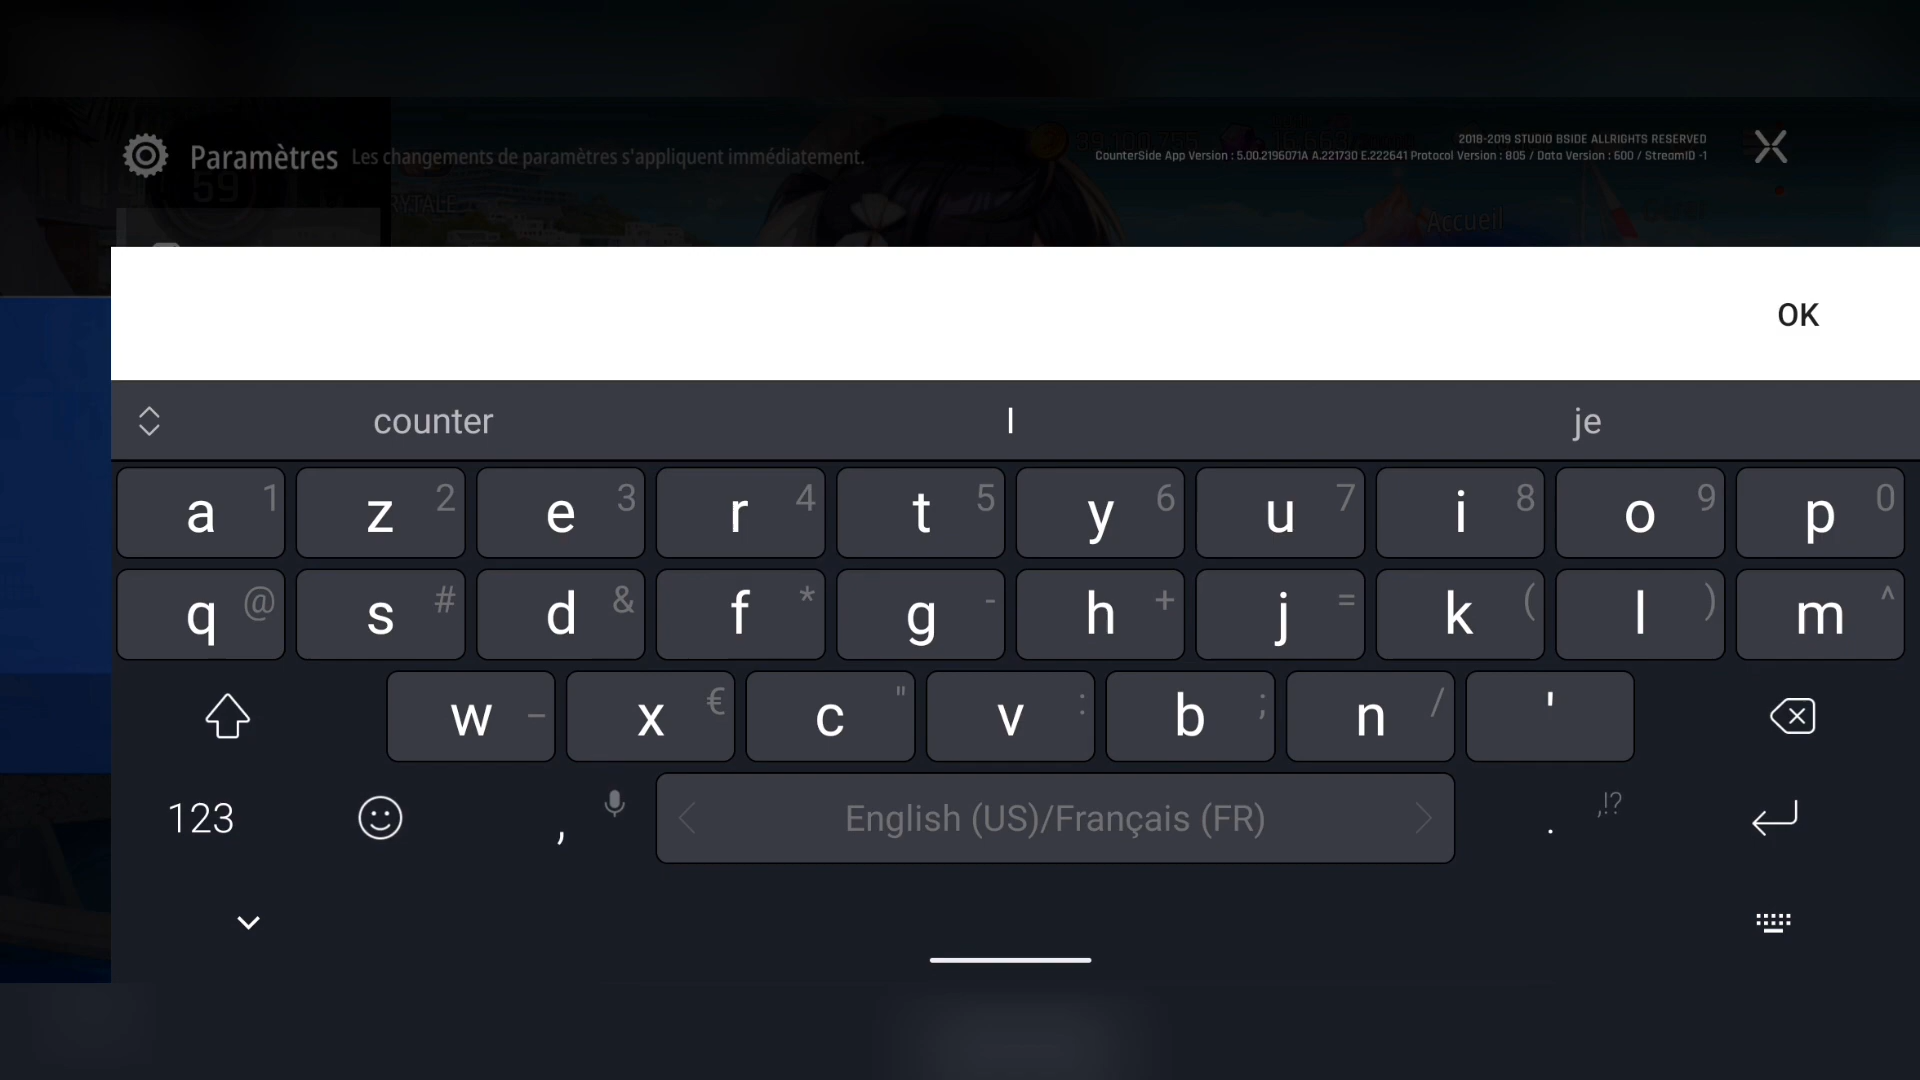 2018-2019 STUDIO BSIDE ALLRIGHTS RESERVED
Paramètres Les changements de paramètres s'appliquent immédiatement.
CounterSide App Version : 5.00.2196071A A.221730 E.222641 Protocol Version : 805 / Data Version : 600 / StreamID -1
59
RYTALE
Accueil
OK
counter I je
a 1 z 2 e 3 r 4 t 5 y 6 u 7 i 8 o 9 p 0
q @ s # d & f * g - h + j = k ( l ) m ^
w _ x € c " v : b ; n / '
123 , English (US)/Français (FR) . ,!?